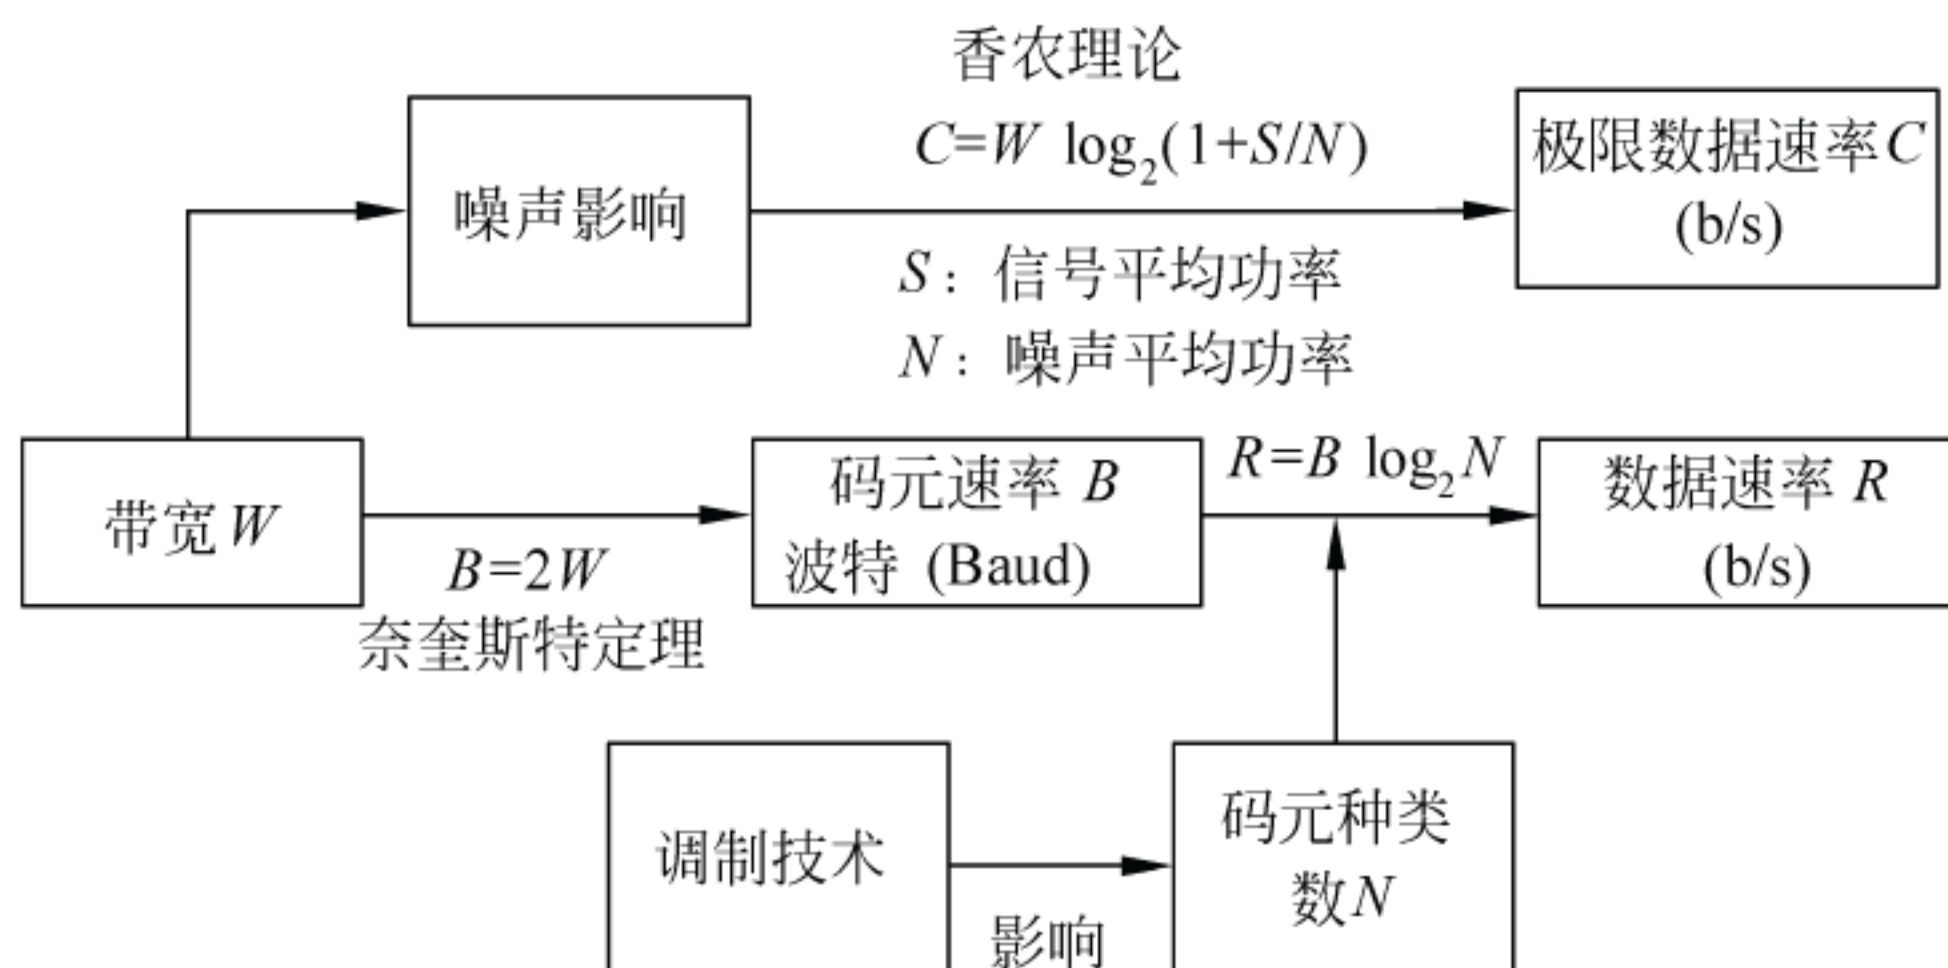 香农理论
C=W log₂(1+S/N)
极限数据速率C
(b/s)
噪声影响
S：信号平均功率
N：噪声平均功率
带宽W
B=2W
奈奎斯特定理
码元速率 B
波特 (Baud)
R=B log₂N
数据速率 R
(b/s)
调制技术
影响
码元种类
数N